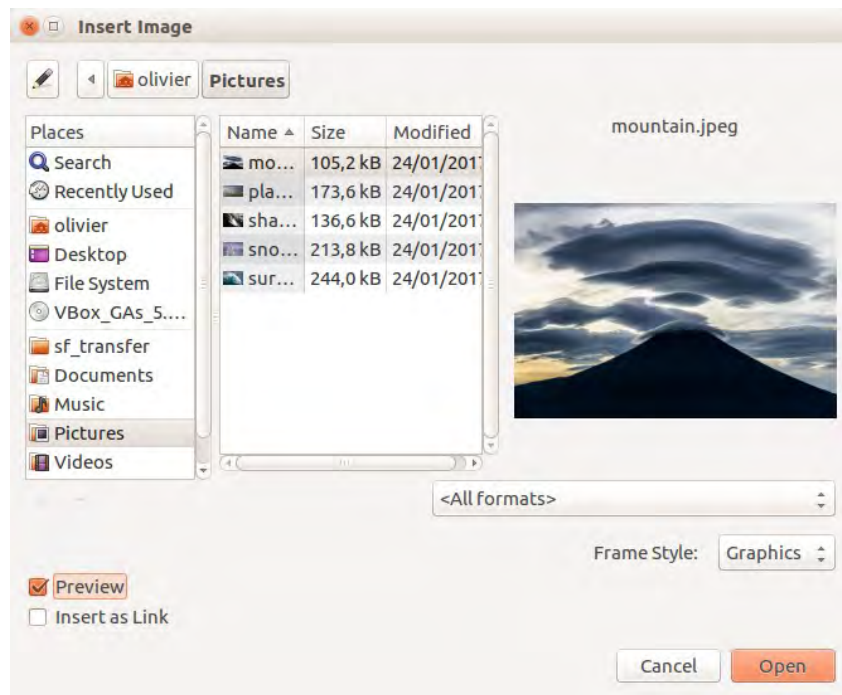 Insert Image
olivier Pictures
Places
Search
Recently Used
olivier
Desktop
File System
VBox_GAs_5....
sf_transfer
Documents
Music
Pictures
Videos
Name Size Modified
mo... 105,2 kB 24/01/2017
pla... 173,6 kB 24/01/2017
sha... 136,6 kB 24/01/2017
sno... 213,8 kB 24/01/2017
sur... 244,0 kB 24/01/2017
mountain.jpeg
<All formats>
Frame Style: Graphics
Preview
Insert as Link
Cancel Open